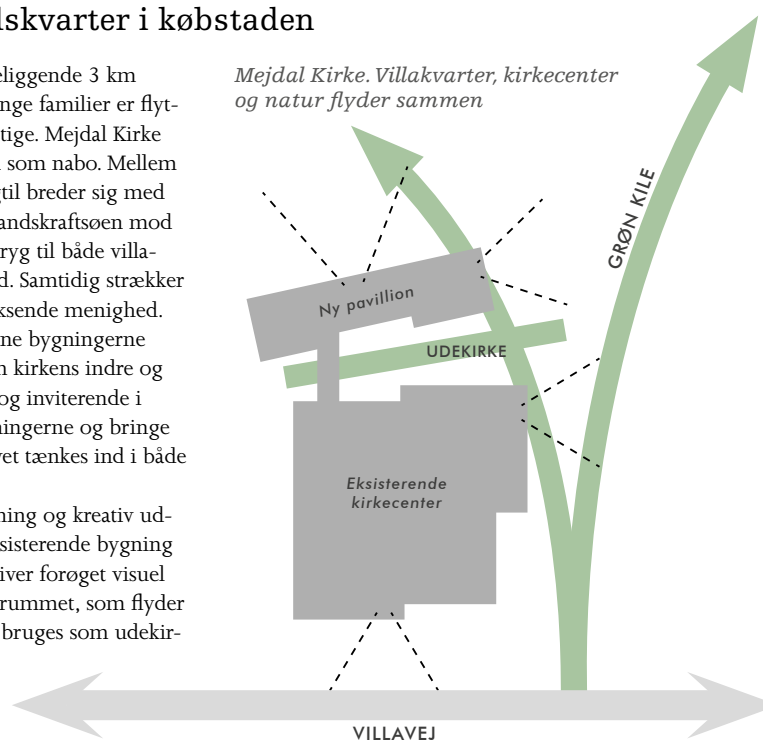 lskvarter i købstaden
eliggende 3 km
nge familier er flyt-
tige. Mejdal Kirke
som nabo. Mellem
gtil breder sig med
andskraftsøen mod
ryg til både villa-
d. Samtidig strækker
ksende menighed.
ne bygningerne
n kirkens indre og
og inviterende i
ningerne og bringe
vet tænkes ind i både
ning og kreativ ud-
ksisterende bygning
iver forøget visuel
rummet, som flyder
bruges som udekir-
Mejdal Kirke. Villakvarter, kirkecenter
og natur flyder sammen
GRØN KILE
Ny pavillion
UDEKIRKE
Eksisterende
kirkecenter
VILLAVEJ